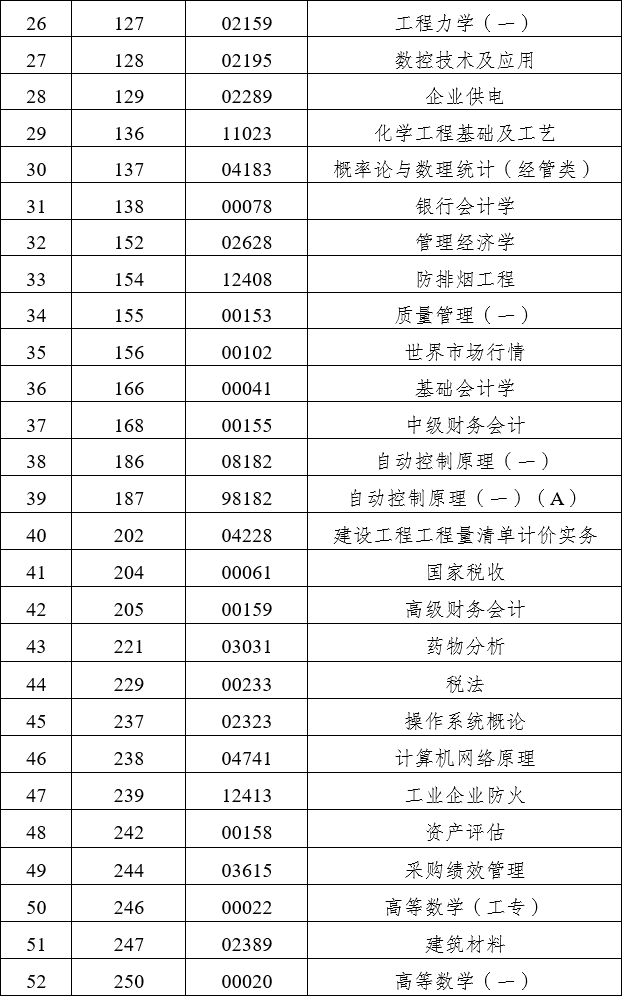 26 127 02159 工程力学（一）
27 128 02195 数控技术及应用
28 129 02289 企业供电
29 136 11023 化学工程基础及工艺
30 137 04183 概率论与数理统计（经管类）
31 138 00078 银行会计学
32 152 02628 管理经济学
33 154 12408 防排烟工程
34 155 00153 质量管理（一）
35 156 00102 世界市场行情
36 166 00041 基础会计学
37 168 00155 中级财务会计
38 186 08182 自动控制原理（一）
39 187 98182 自动控制原理（一）（A）
40 202 04228 建设工程工程量清单计价实务
41 204 00061 国家税收
42 205 00159 高级财务会计
43 221 03031 药物分析
44 229 00233 税法
45 237 02323 操作系统概论
46 238 04741 计算机网络原理
47 239 12413 工业企业防火
48 242 00158 资产评估
49 244 03615 采购绩效管理
50 246 00022 高等数学（工专）
51 247 02389 建筑材料
52 250 00020 高等数学（一）